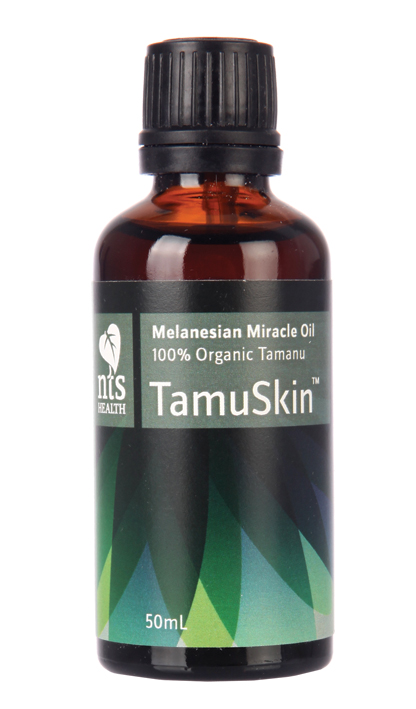 Melanesian Miracle Oil
100% Organic Tamanu
nts
HEALTH
TamuSkin™
50mL